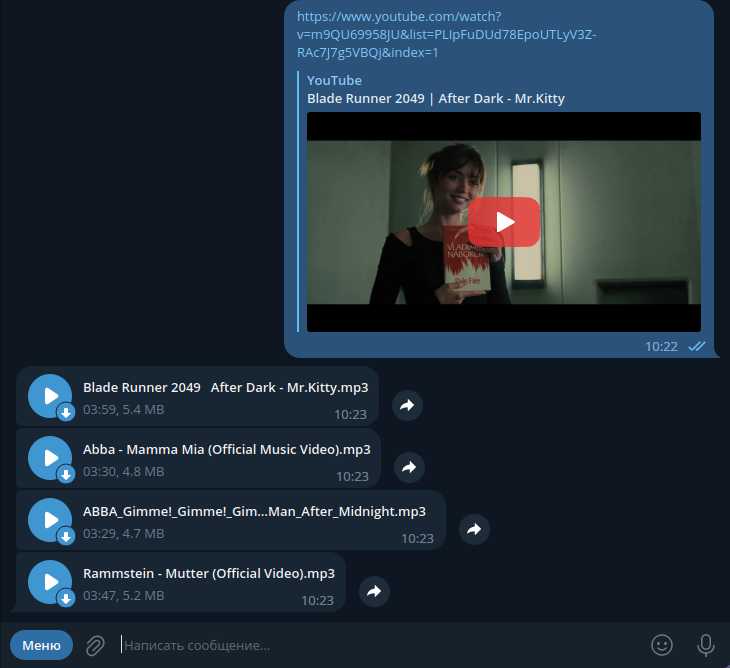 https://www.youtube.com/watch?
v=m9QU69958JU&list=PLIpFuDUd78EpoUTLyV3Z-
RAc7J7g5VBQj&index=1
YouTube
Blade Runner 2049 | After Dark - Mr.Kitty
VLADIMIR
NABOKOV
Pale Fire
10:22
Blade Runner 2049   After Dark - Mr.Kitty.mp3
03:59, 5.4 MB
10:23
Abba - Mamma Mia (Official Music Video).mp3
03:30, 4.8 MB
10:23
ABBA_Gimme!_Gimme!_Gim...Man_After_Midnight.mp3
03:29, 4.7 MB
10:23
Rammstein - Mutter (Official Video).mp3
03:47, 5.2 MB
10:23
Меню
Написать сообщение...